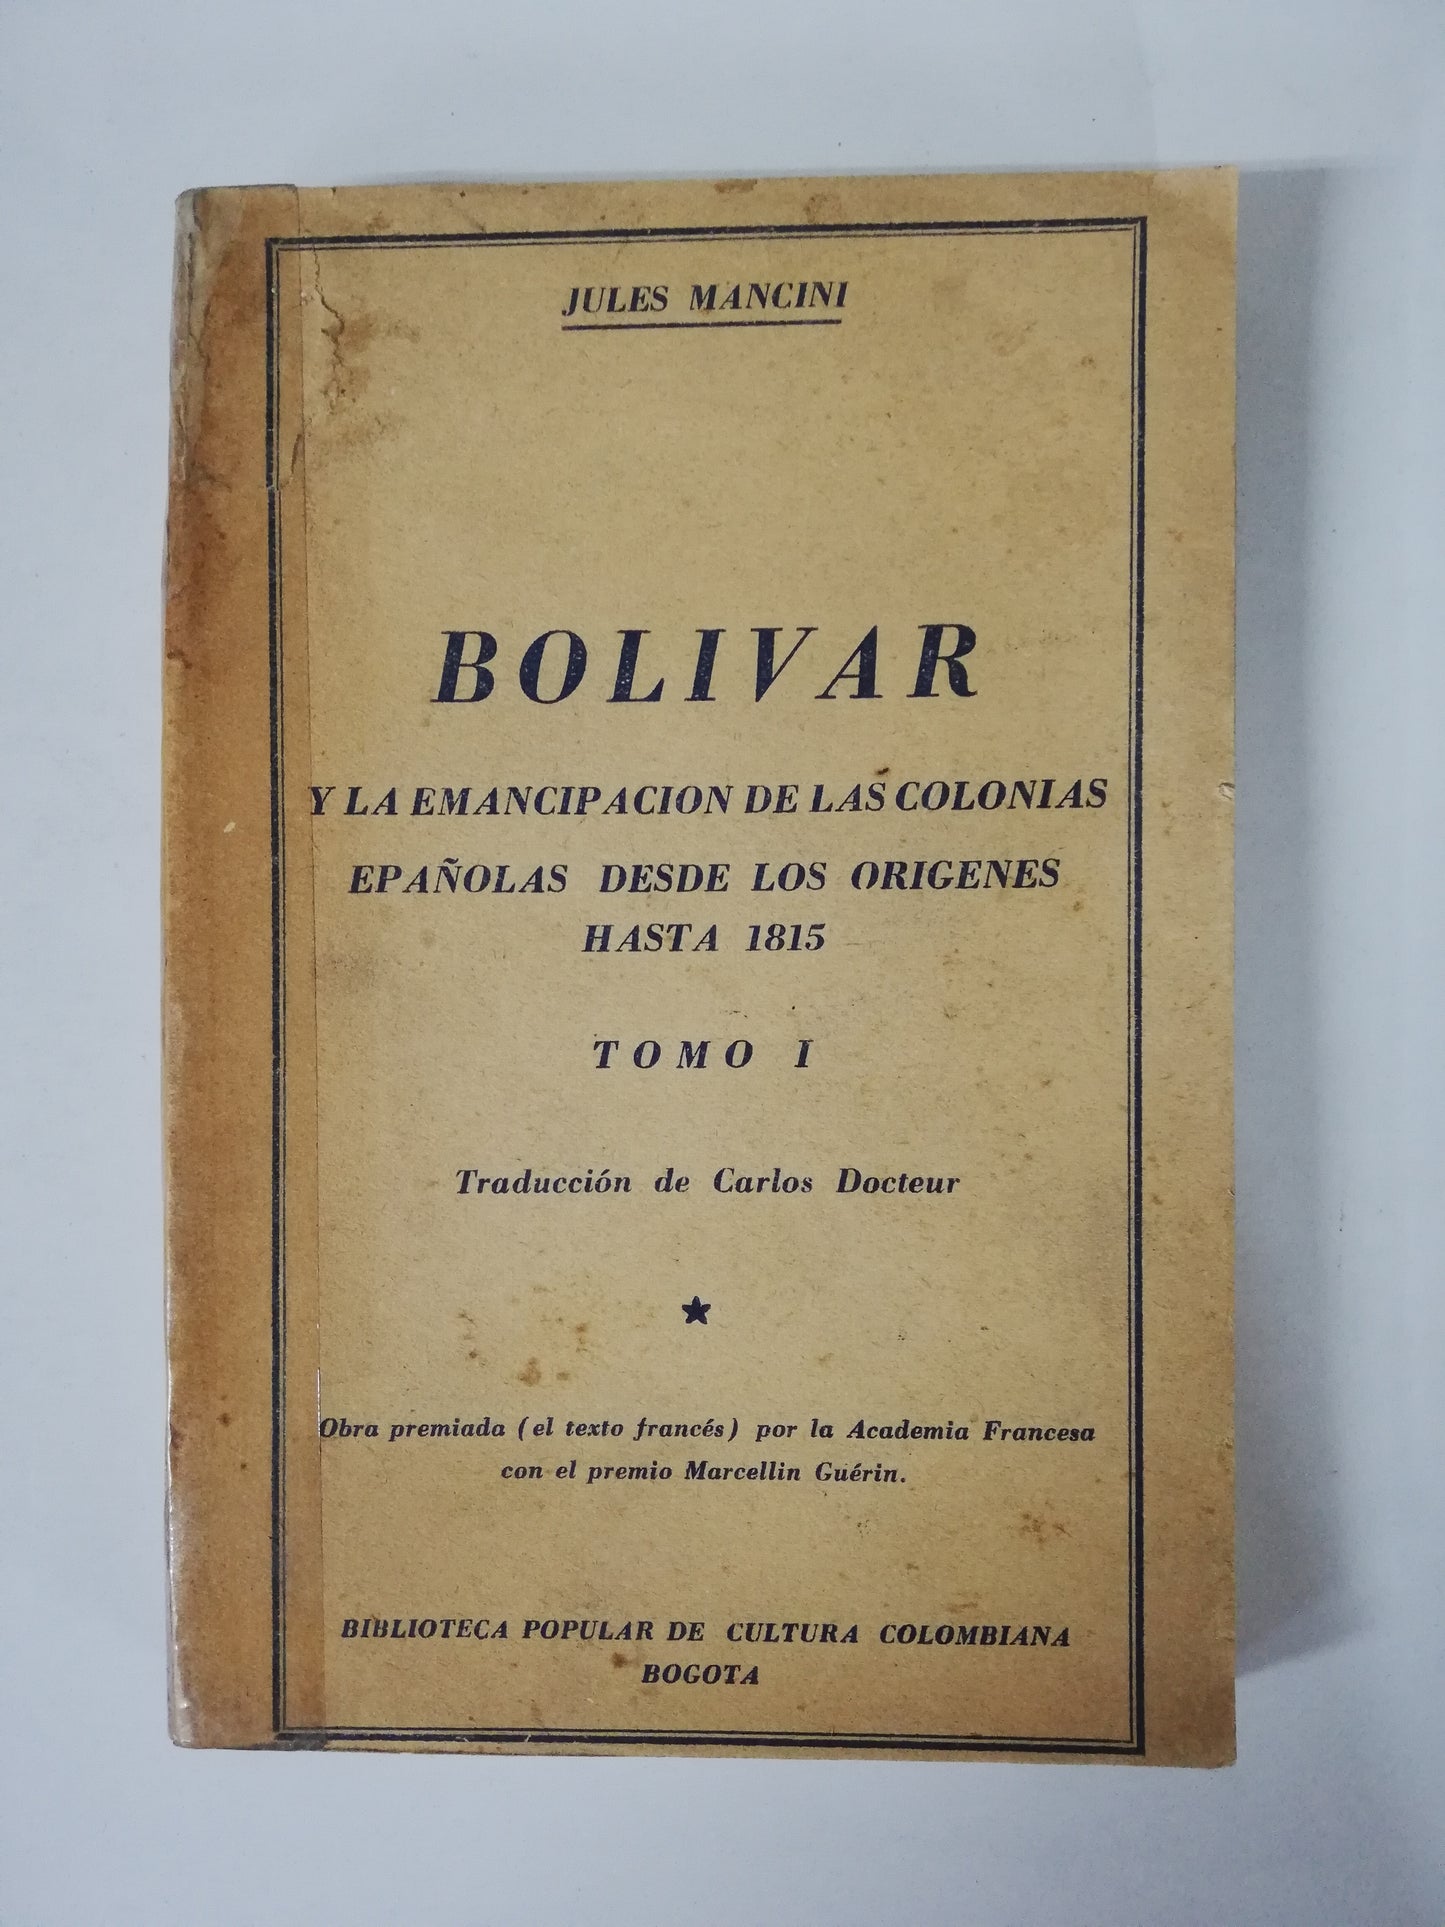 JULES MANCINI
BOLIVAR
Y LA EMANCIPACION DE LAS COLONIAS
EPAÑOLAS DESDE LOS ORIGENES
HASTA 1815
TOMO I
Traducción de Carlos Docteur
Obra premiada (el texto francés) por la Academia Francesa
con el premio Marcellin Guérin.
BIBLIOTECA POPULAR DE CULTURA COLOMBIANA
BOGOTA